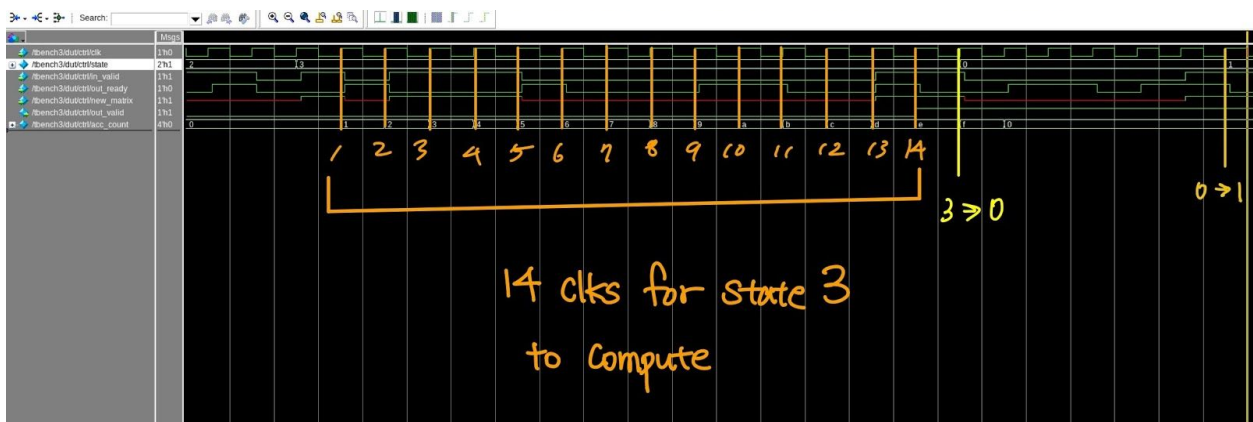 Search:
Msgs
/tbench3/dut/ctrl/clk 1'h0
/tbench3/dut/ctrl/state 2'h1 2 3 0 1
/tbench3/dut/ctrl/in_valid 1'h1
/tbench3/dut/ctrl/out_ready 1'h0
/tbench3/dut/ctrl/new_matrix 1'h1
/tbench3/dut/ctrl/out_valid 1'h1
/tbench3/dut/ctrl/acc_count 4'h0 0 1 2 3 4 5 6 7 8 9 a b c d e f 0
1 2 3 4 5 6 7 8 9 10 11 12 13 14
3 ⇒ 0
0 → 1
14 clks for state 3
to compute